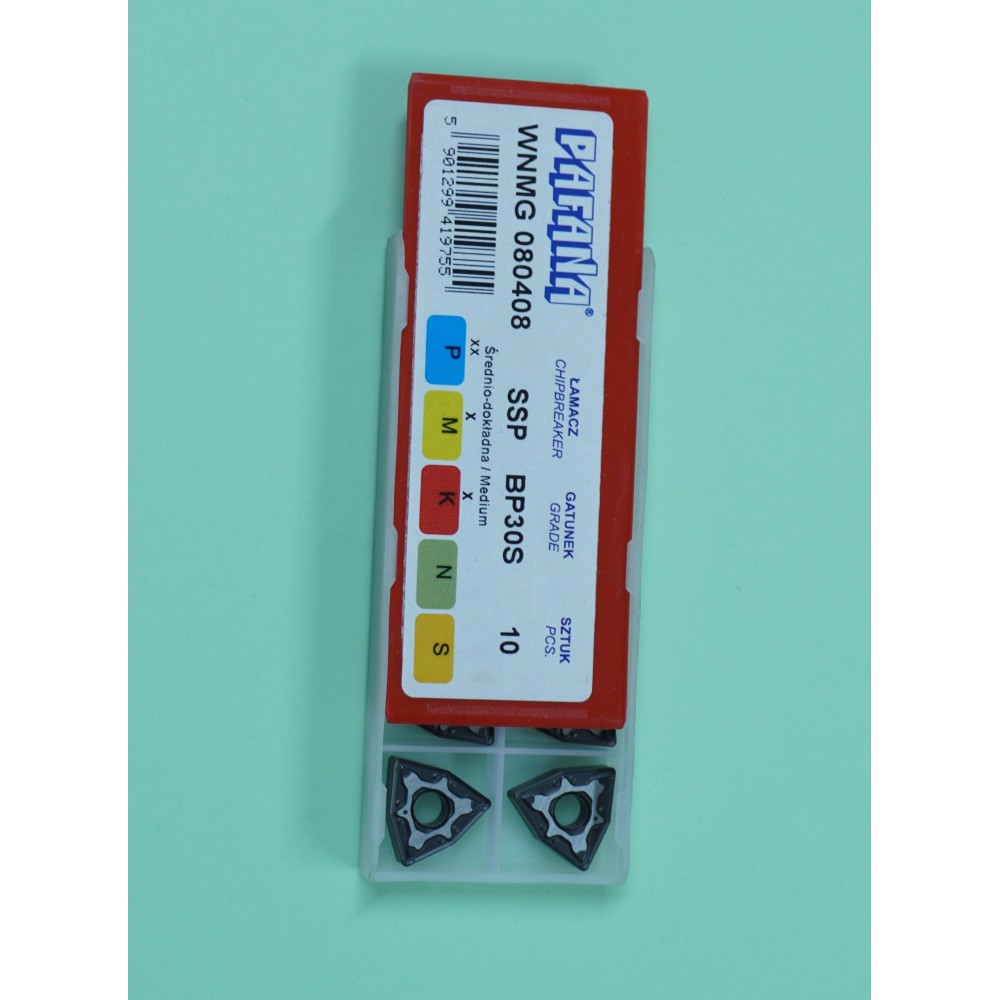 PAFANA®
ŁAMACZ GATUNEK SZTUK
CHIPBREAKER GRADE PCS.
WNMG 080408 SSP BP30S 10
Średnio-dokładna / Medium
xx x x
P M K N S
5 901299 419755